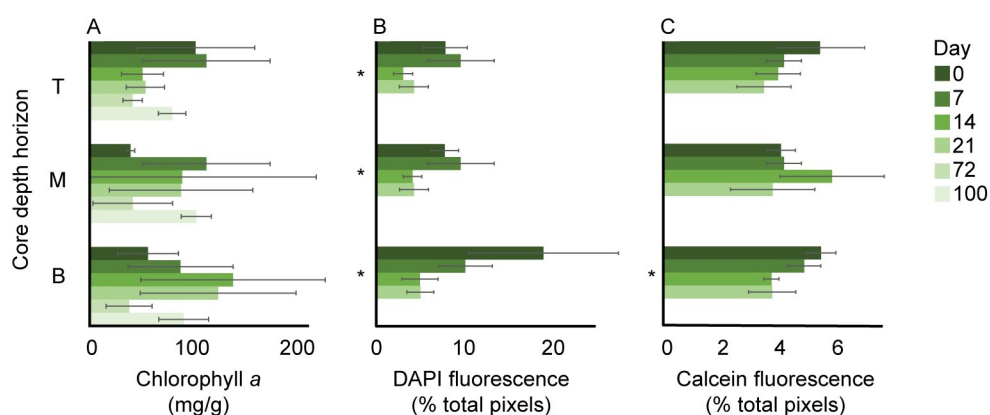 A
B
C
Day
0
7
14
21
72
100
Core depth horizon
T
M
B
*
*
*
*
0 100 200
0 10 20
0 2 4 6
Chlorophyll a
(mg/g)
DAPI fluorescence
(% total pixels)
Calcein fluorescence
(% total pixels)